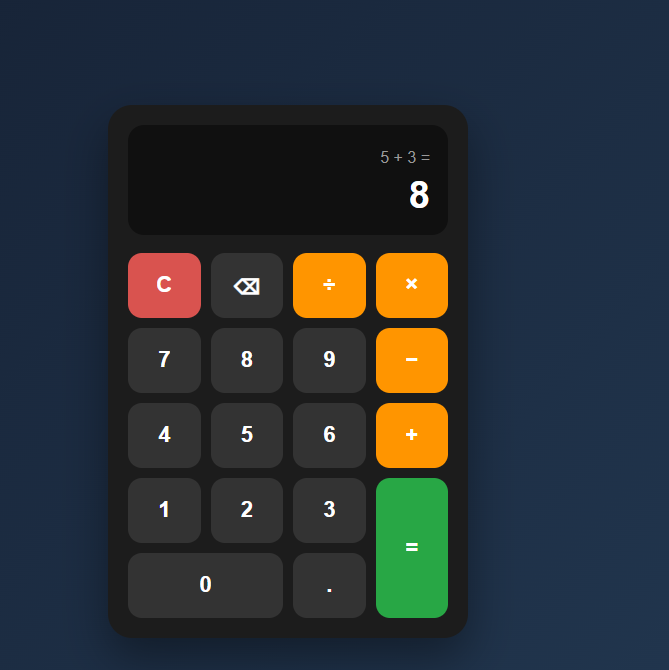 5 + 3 =
8
C ⌫ ÷ ×
7 8 9 −
4 5 6 +
1 2 3 =
0 .